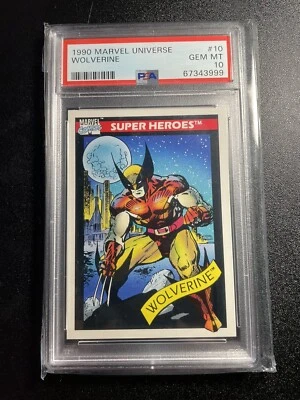 1990 MARVEL UNIVERSE #10
WOLVERINE GEM MT
PSA 10
67343999
MARVEL
SUPER HEROES™
WOLVERINE™